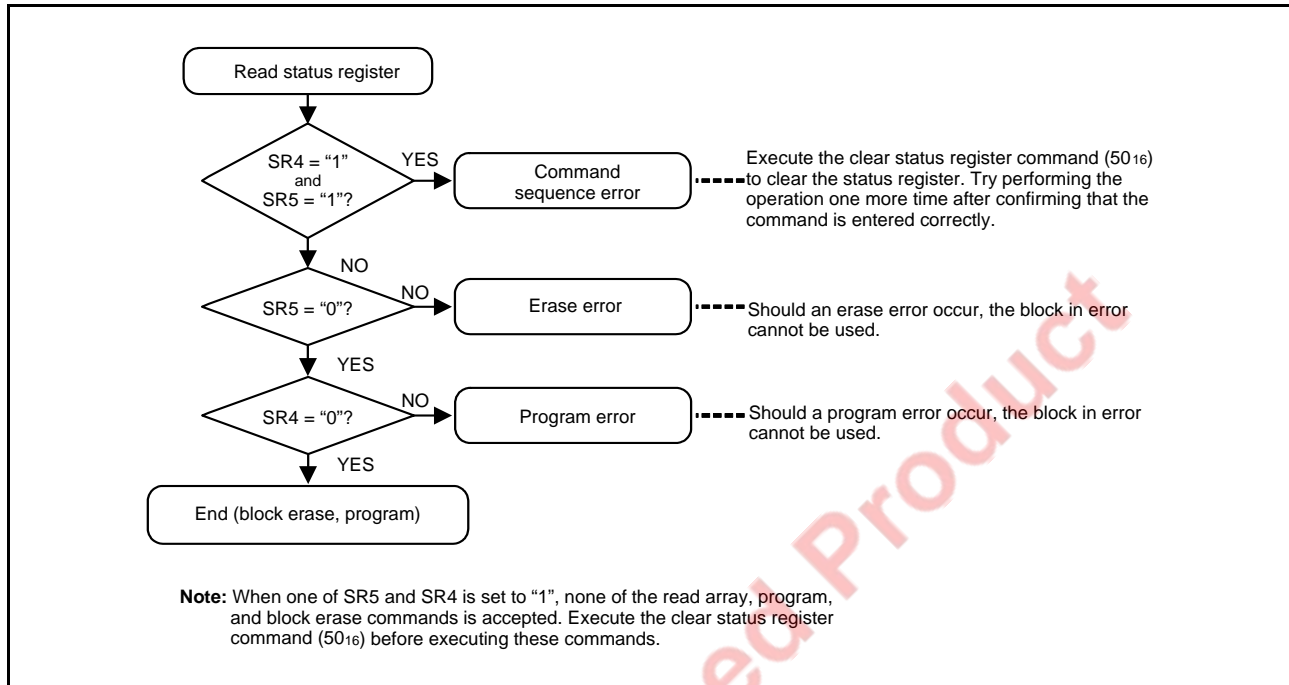 Read status register
SR4 = “1”
and
SR5 = “1”?
YES
Command
sequence error
Execute the clear status register command (50₁₆)
to clear the status register. Try performing the
operation one more time after confirming that the
command is entered correctly.
NO
SR5 = “0”?
NO
Erase error
Should an erase error occur, the block in error
cannot be used.
YES
SR4 = “0”?
NO
Program error
Should a program error occur, the block in error
cannot be used.
YES
End (block erase, program)
Note: When one of SR5 and SR4 is set to “1”, none of the read array, program,
and block erase commands is accepted. Execute the clear status register
command (50₁₆) before executing these commands.
ed Product